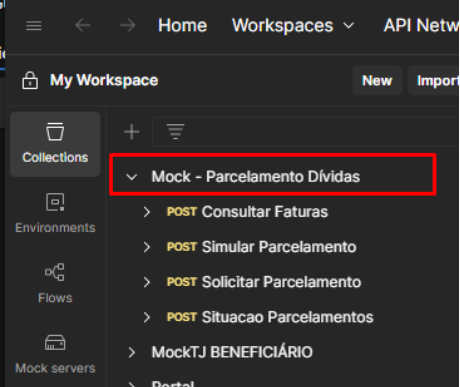 Home Workspaces API Netw
My Workspace New Import
Collections
Mock - Parcelamento Dívidas
POST Consultar Faturas
Environments
POST Simular Parcelamento
POST Solicitar Parcelamento
Flows
POST Situacao Parcelamentos
MockTJ BENEFICIÁRIO
Mock servers
Portal